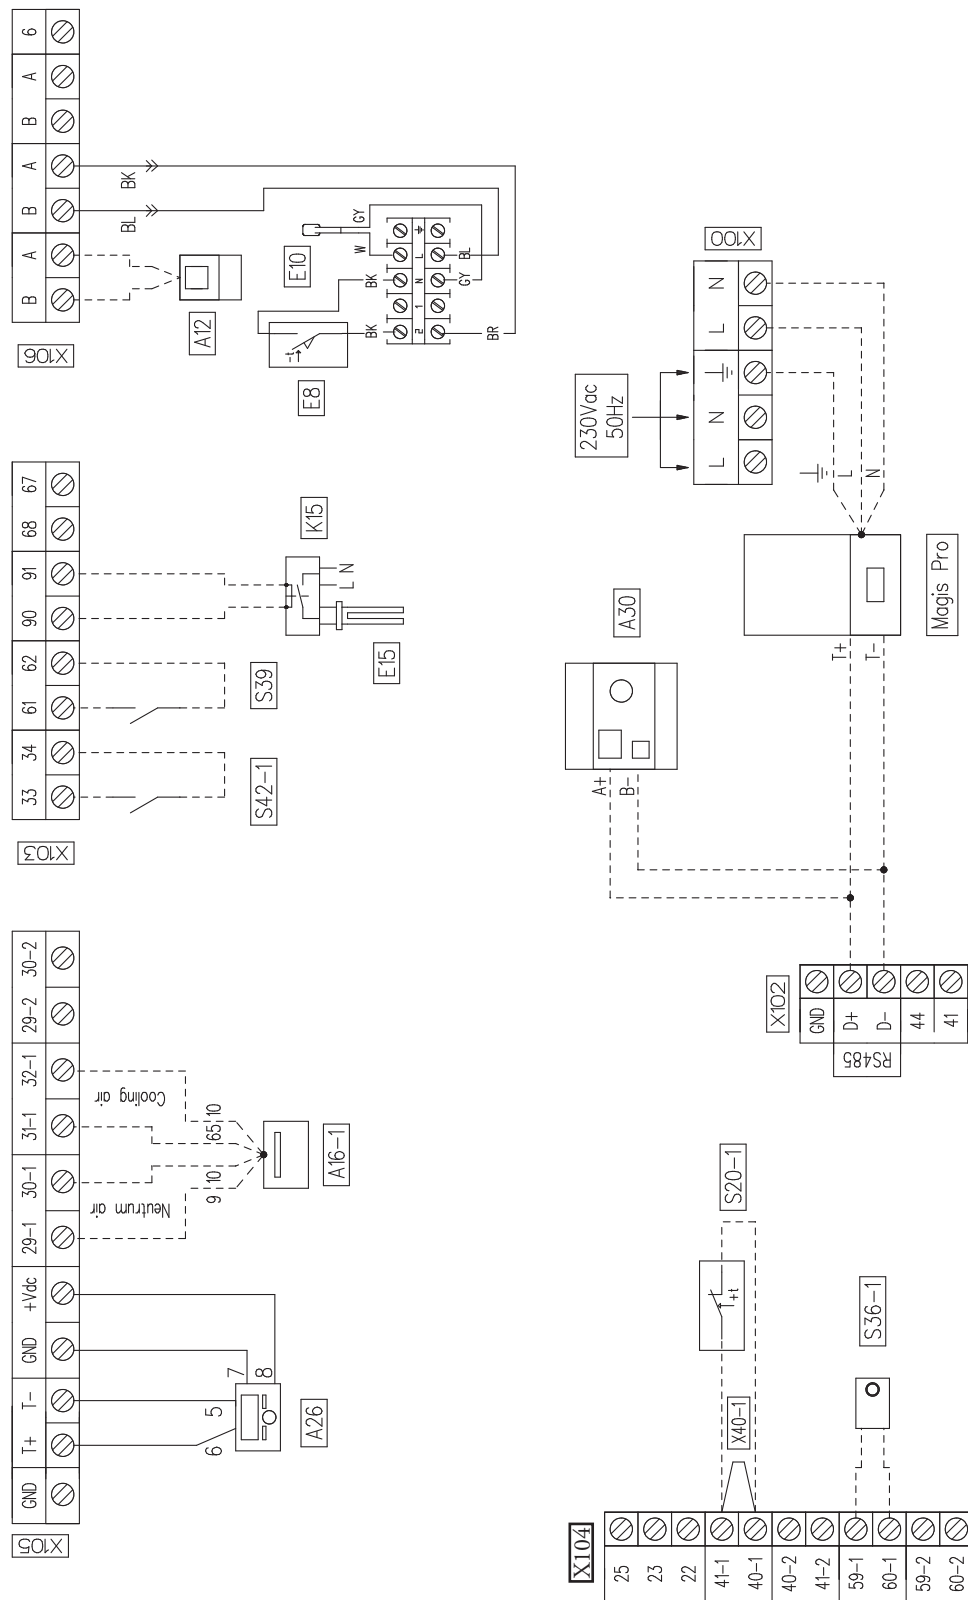 6
A
B
A
B
A
B
X106
BK
BL
A12
E10
GY
W
BK
BK
⏚
L
N
1
2
BL
GY
BR
-t
E8
67
68
91
90
62
61
34
33
X103
K15
N
L
E15
S39
S42-1
30-2
29-2
32-1
31-1
30-1
29-1
+Vdc
GND
T-
T+
GND
X105
Cooling air
Neutrum air
9 10 65 10
A16-1
7
8
5
6
A26
X100
N
L
⏚
N
L
230Vac
50Hz
⏚
L
N
Magis Pro
T+
T-
A30
A+
B-
X102
GND
D+
D-
44
41
RS485
S20-1
+t
X40-1
S36-1
X104
25
23
22
41-1
40-1
40-2
41-2
59-1
60-1
59-2
60-2